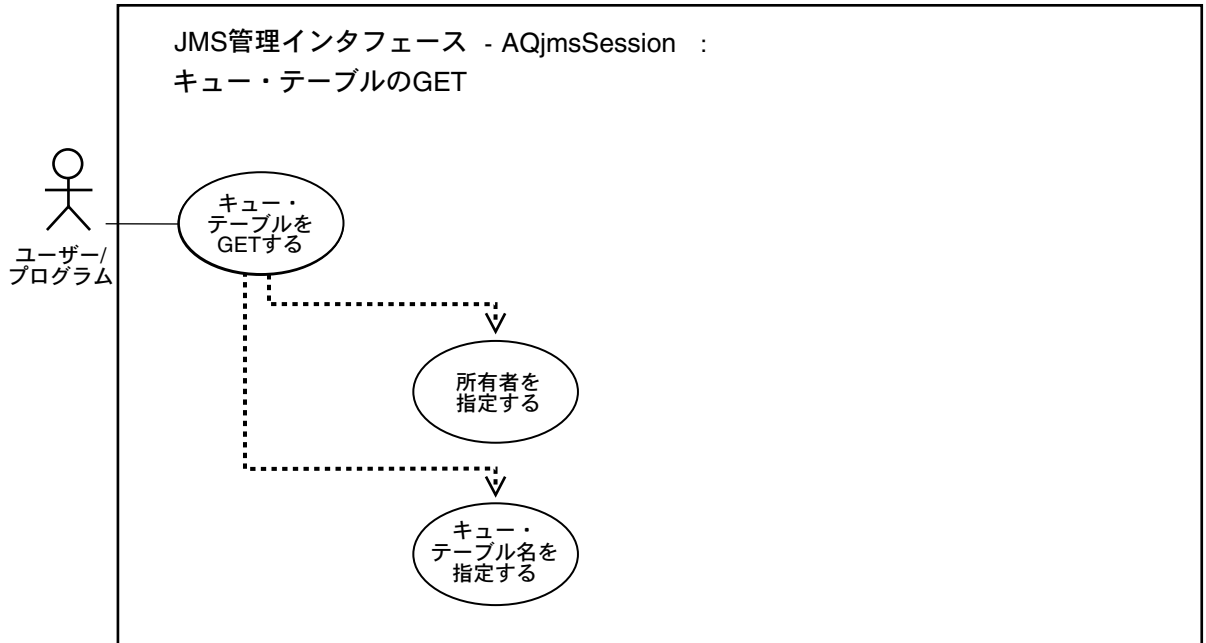 JMS管理インタフェース - AQjmsSession :
キュー・テーブルのGET
キュー・
テーブルを
GETする
ユーザー/
プログラム
所有者を
指定する
キュー・
テーブル名を
指定する